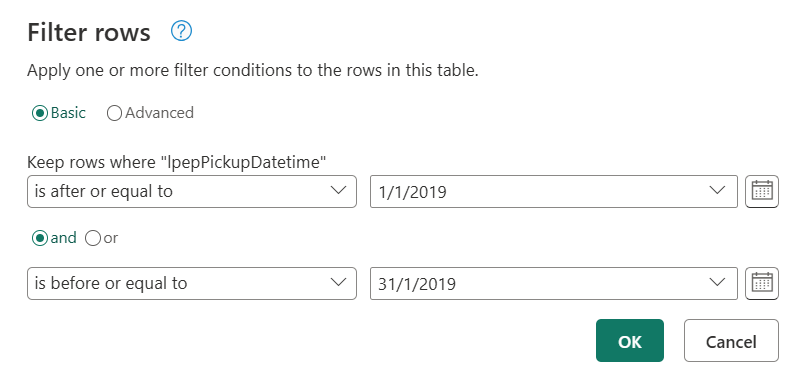 Filter rows ?
Apply one or more filter conditions to the rows in this table.
Basic Advanced
Keep rows where "lpepPickupDatetime"
is after or equal to 1/1/2019
and or
is before or equal to 31/1/2019
OK Cancel